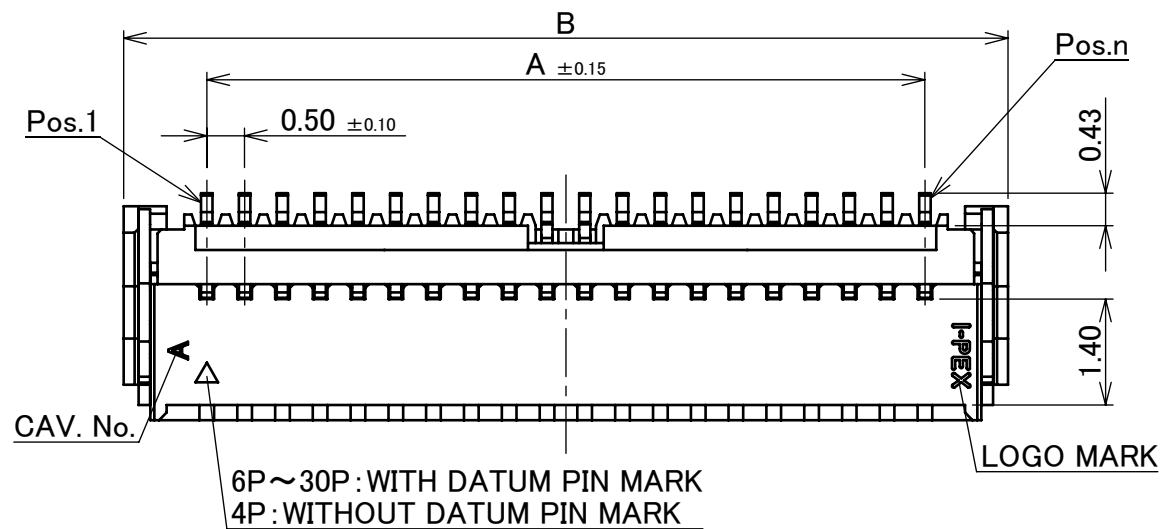 B
A ±0.15
Pos.n
Pos.1
0.50 ±0.10
0.43
1.40
A
I-PEX
CAV. No.
LOGO MARK
6P～30P:WITH DATUM PIN MARK
4P:WITHOUT DATUM PIN MARK